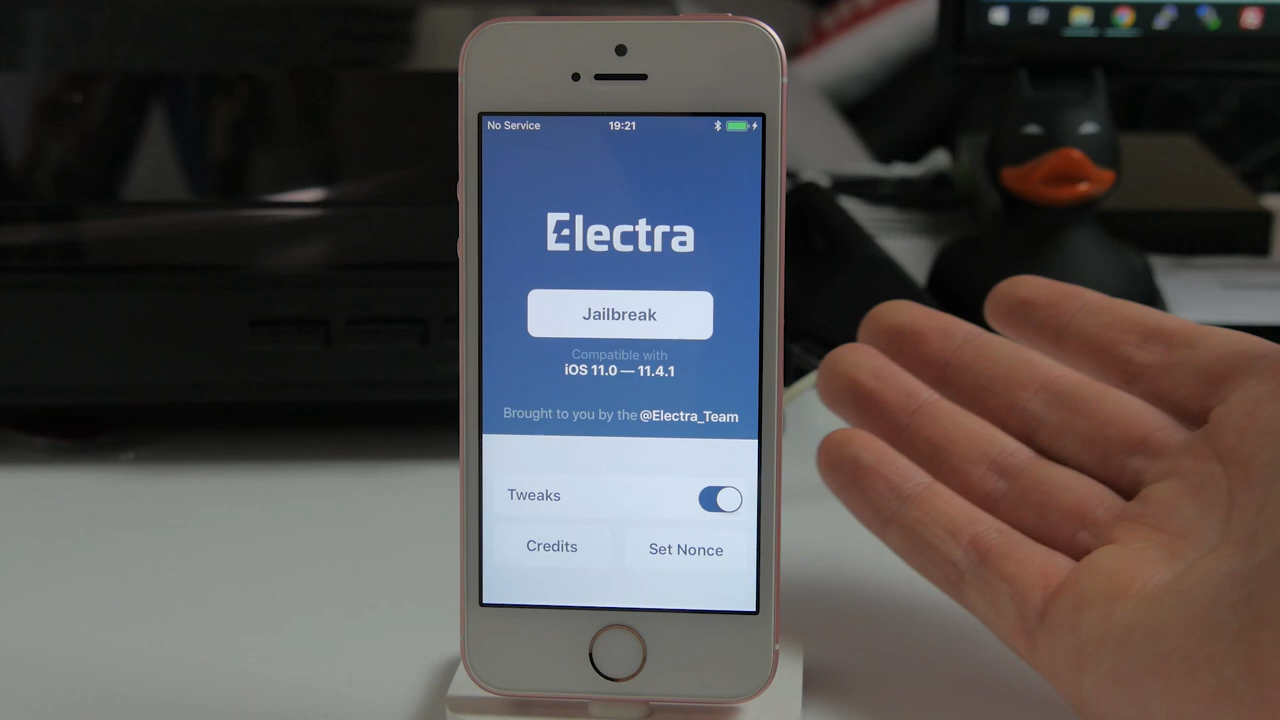 No Service 19:21
Electra
Jailbreak
Compatible with
iOS 11.0 — 11.4.1
Brought to you by the @Electra_Team
Tweaks
Credits
Set Nonce